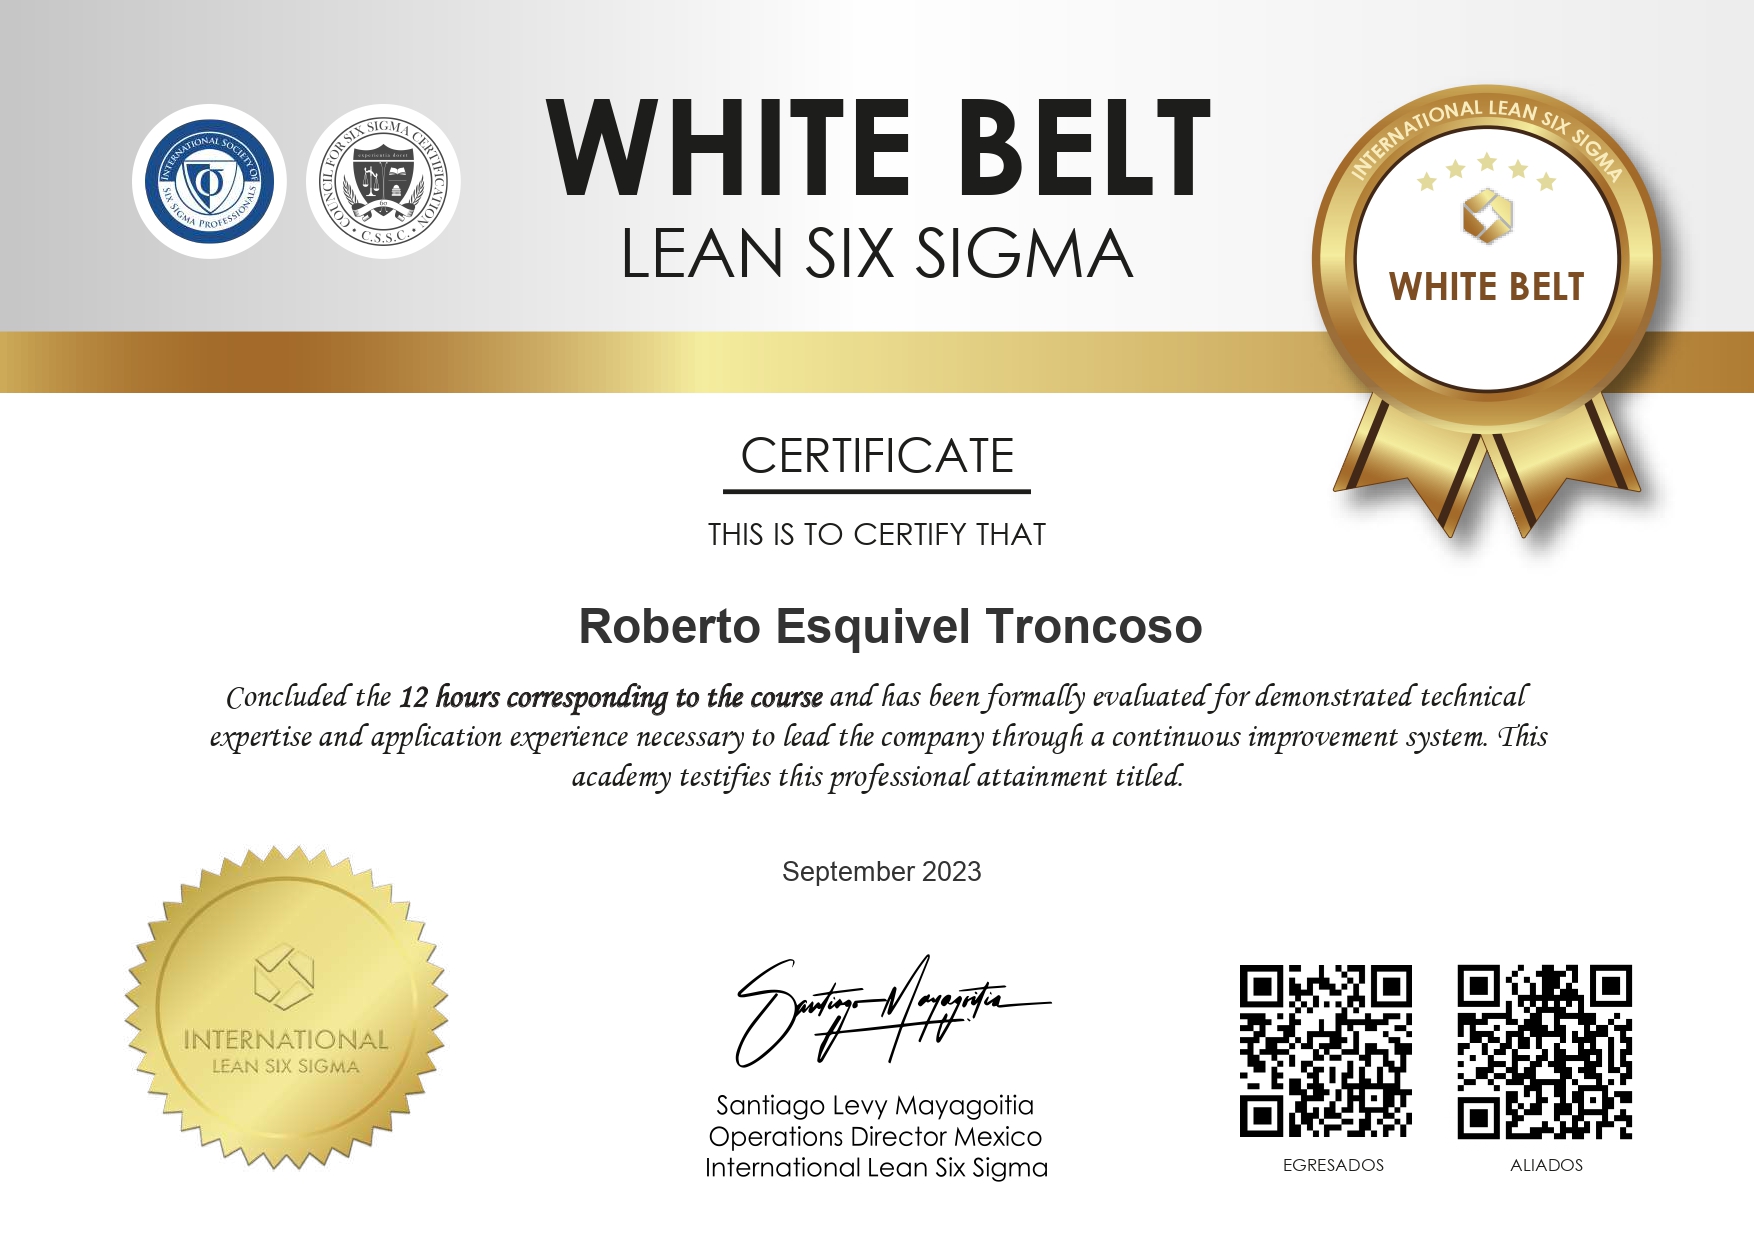 INTERNATIONAL SOCIETY OF
SIX SIGMA PROFESSIONALS
COUNCIL FOR SIX SIGMA CERTIFICATION
experientia docet
6σ
• C.S.S.C. •
WHITE BELT
LEAN SIX SIGMA
INTERNATIONAL LEAN SIX SIGMA
WHITE BELT
CERTIFICATE
THIS IS TO CERTIFY THAT
Roberto Esquivel Troncoso
Concluded the 12 hours corresponding to the course and has been formally evaluated for demonstrated technical
expertise and application experience necessary to lead the company through a continuous improvement system. This
academy testifies this professional attainment titled.
September 2023
INTERNATIONAL
LEAN SIX SIGMA
Santiago Mayagoitia
Santiago Levy Mayagoitia
Operations Director Mexico
International Lean Six Sigma
EGRESADOS
ALIADOS